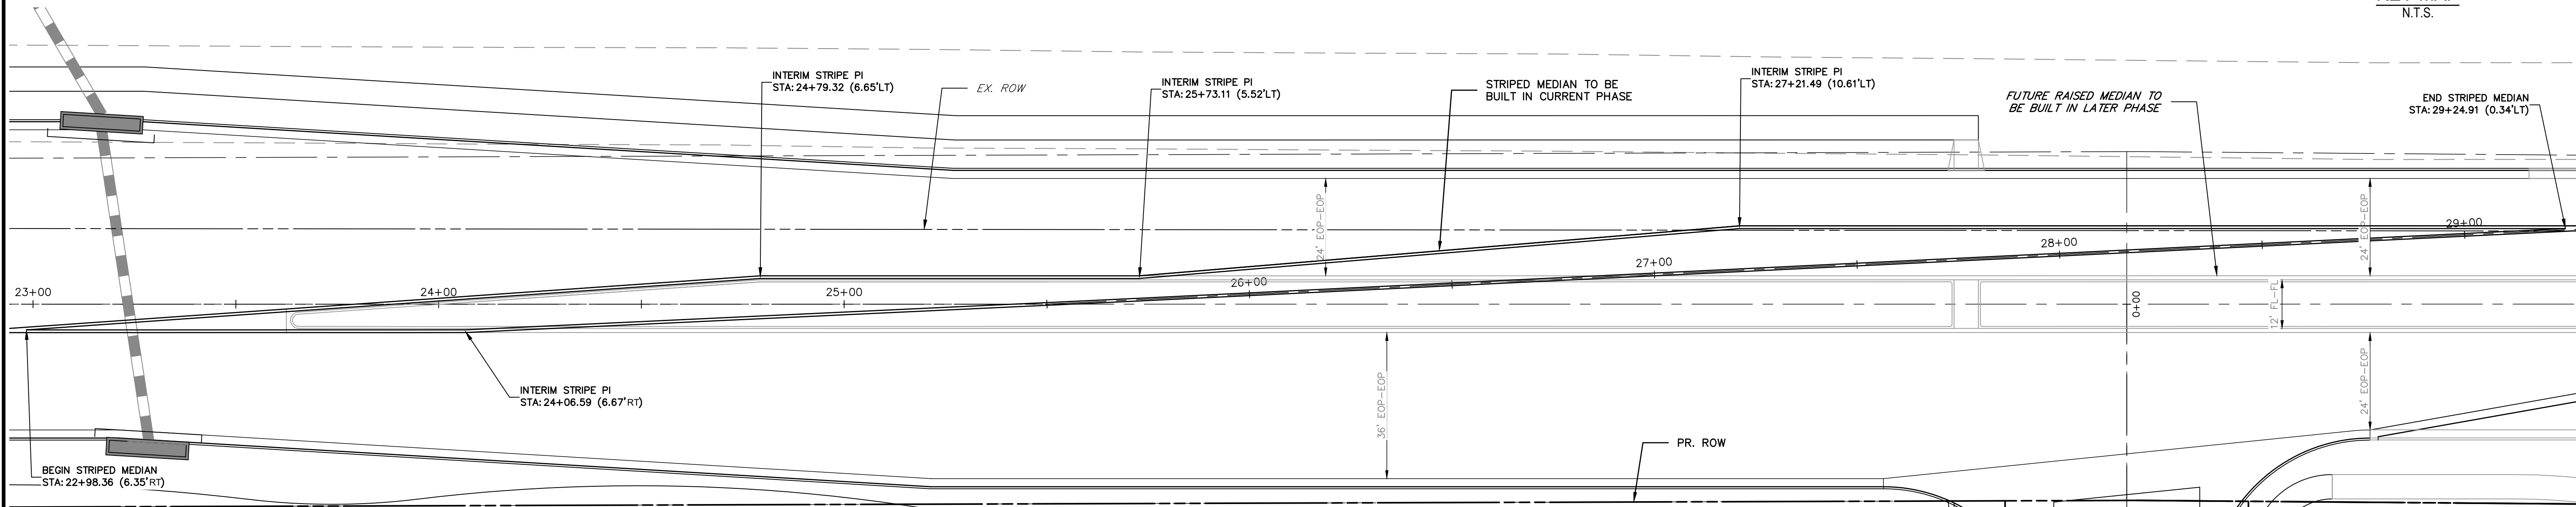 N.T.S.
INTERIM STRIPE PI
STA: 24+79.32 (6.65'LT)
EX. ROW
INTERIM STRIPE PI
STA: 25+73.11 (5.52'LT)
STRIPED MEDIAN TO BE
BUILT IN CURRENT PHASE
INTERIM STRIPE PI
STA: 27+21.49 (10.61'LT)
FUTURE RAISED MEDIAN TO
BE BUILT IN LATER PHASE
END STRIPED MEDIAN
STA: 29+24.91 (0.34'LT)
24' EOP-EOP
24' EOP-EOP
23+00
24+00
25+00
26+00
27+00
28+00
29+00
0+00
12' FL-FL
INTERIM STRIPE PI
STA: 24+06.59 (6.67'RT)
36' EOP-EOP
24' EOP-EOP
PR. ROW
BEGIN STRIPED MEDIAN
STA: 22+98.36 (6.35'RT)